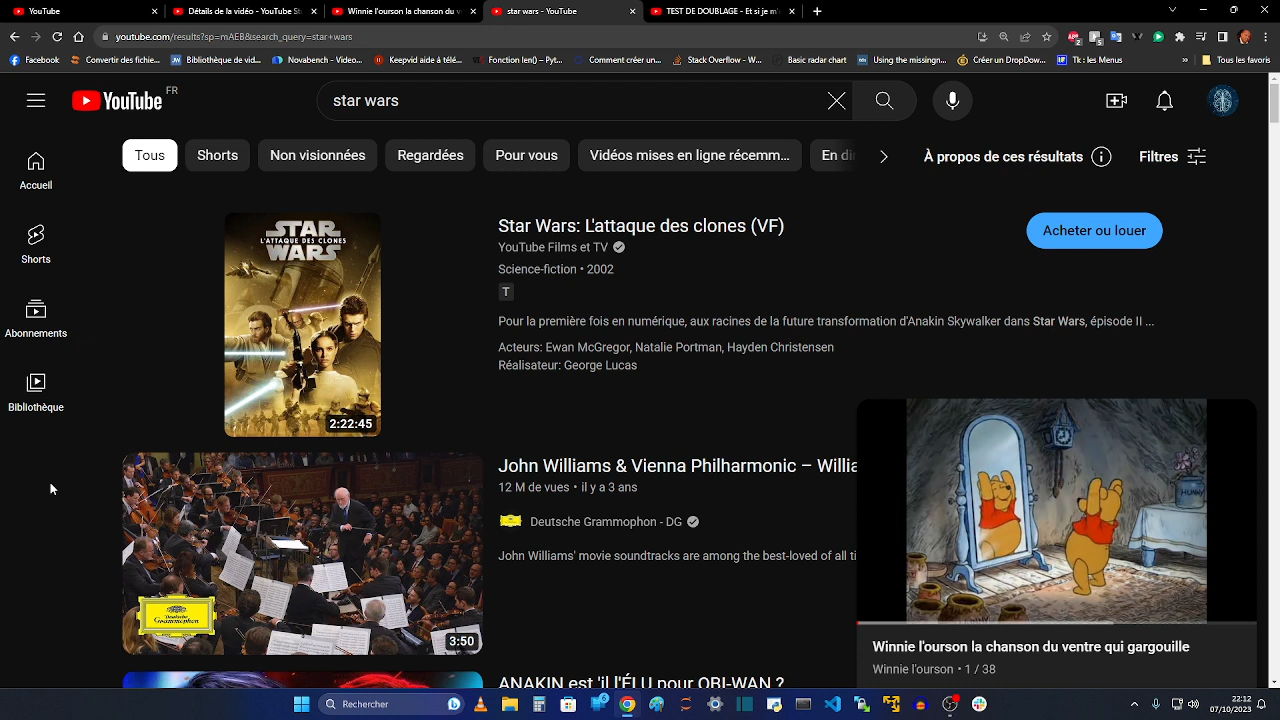 YouTube
Détails de la vidéo - YouTube St
Winnie l'ourson la chanson du v
star wars - YouTube
TEST DE DOUBLAGE - Et si je m'
youtube.com/results?sp=mAEB&search_query=star+wars
Facebook
Convertir des fichie...
Bibliothèque de vid...
Novabench - Videou...
Keepvid aide à télé...
Fonction len() – Pyt...
Comment créer un...
Stack Overflow - W...
Basic radar chart
Using the missingn...
Créer un DropDow...
Tk : les Menus
»
Tous les favoris
YouTube FR
star wars
Tous
Shorts
Non visionnées
Regardées
Pour vous
Vidéos mises en ligne récemm...
En dir
À propos de ces résultats
Filtres
Accueil
Shorts
Abonnements
Bibliothèque
STAR
L'ATTAQUE DES CLONES
WARS
2:22:45
Star Wars: L'attaque des clones (VF)
YouTube Films et TV
Science-fiction • 2002
T
Pour la première fois en numérique, aux racines de la future transformation d'Anakin Skywalker dans Star Wars, épisode II ...
Acteurs: Ewan McGregor, Natalie Portman, Hayden Christensen
Réalisateur: George Lucas
Acheter ou louer
Deutsche
Grammophon
3:50
John Williams & Vienna Philharmonic – Willia
12 M de vues • il y a 3 ans
Deutsche Grammophon - DG
John Williams' movie soundtracks are among the best-loved of all ti
ANAKIN est 'il l'ÉLU pour OBI-WAN ?
HUNNY
Winnie l'ourson la chanson du ventre qui gargouille
Winnie l'ourson • 1 / 38
Rechercher
22:12
07/10/2023